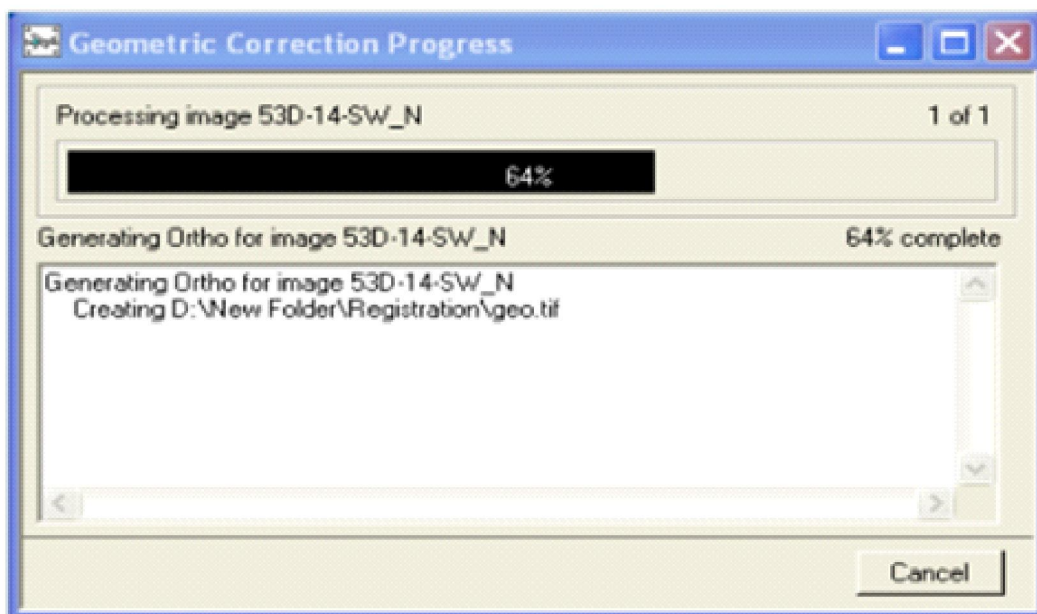 Geometric Correction Progress
Processing image 53D-14-SW_N 1 of 1
64%
Generating Ortho for image 53D-14-SW_N 64% complete
Generating Ortho for image 53D-14-SW_N
Creating D:\New Folder\Registration\geo.tif
Cancel